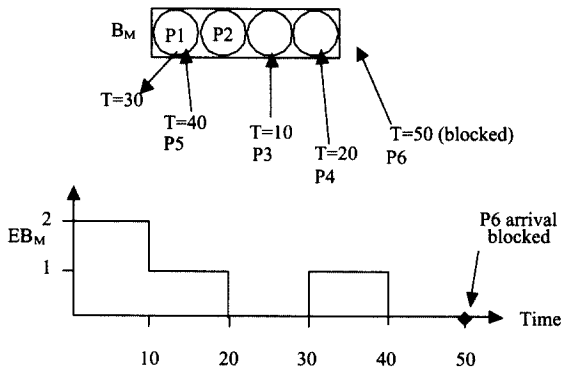 B_M P1 P2
T=30
T=40
P5
T=10
P3
T=20
P4
T=50 (blocked)
P6
2
EB_M
1
P6 arrival
blocked
Time
10 20 30 40 50